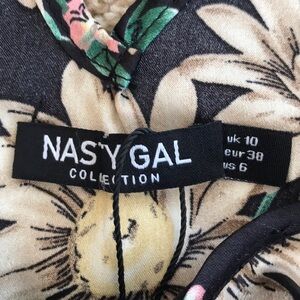 NASTY GAL
COLLECTION
uk 10
eur 38
us 6